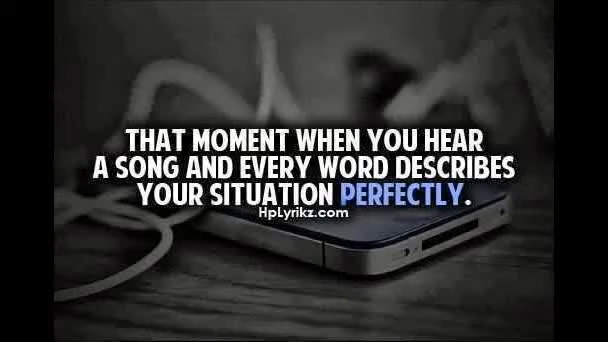 THAT MOMENT WHEN YOU HEAR
A SONG AND EVERY WORD DESCRIBES
YOUR SITUATION PERFECTLY.
HpLyrikz.com